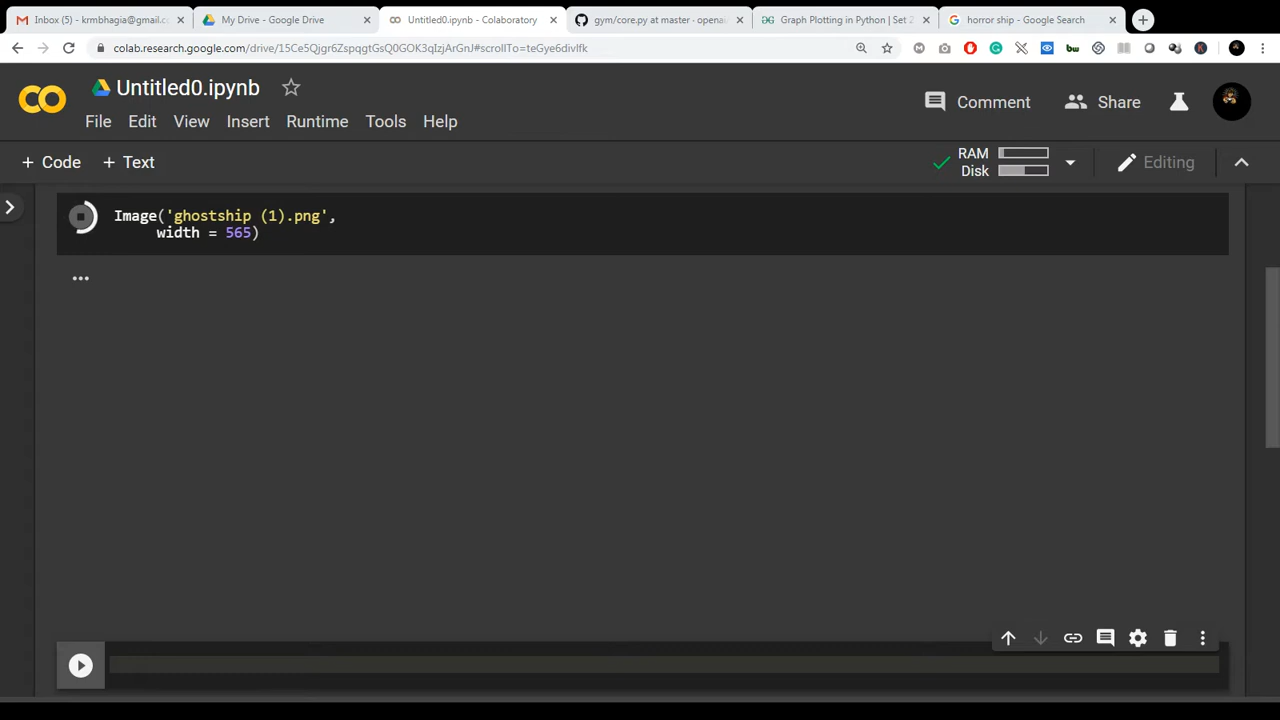 Inbox (5) - krmbhagia@gmail.c
My Drive - Google Drive
Untitled0.ipynb - Colaboratory
gym/core.py at master · openai
Graph Plotting in Python | Set 2
horror ship - Google Search
colab.research.google.com/drive/15Ce5Qjgr6ZspqgtGsQ0GOK3qIzjArGnJ#scrollTo=teGye6divlfk
CO
Untitled0.ipynb
Comment
Share
File Edit View Insert Runtime Tools Help
+ Code + Text
RAM
Disk
Editing
Image('ghostship (1).png',
width = 565)
...